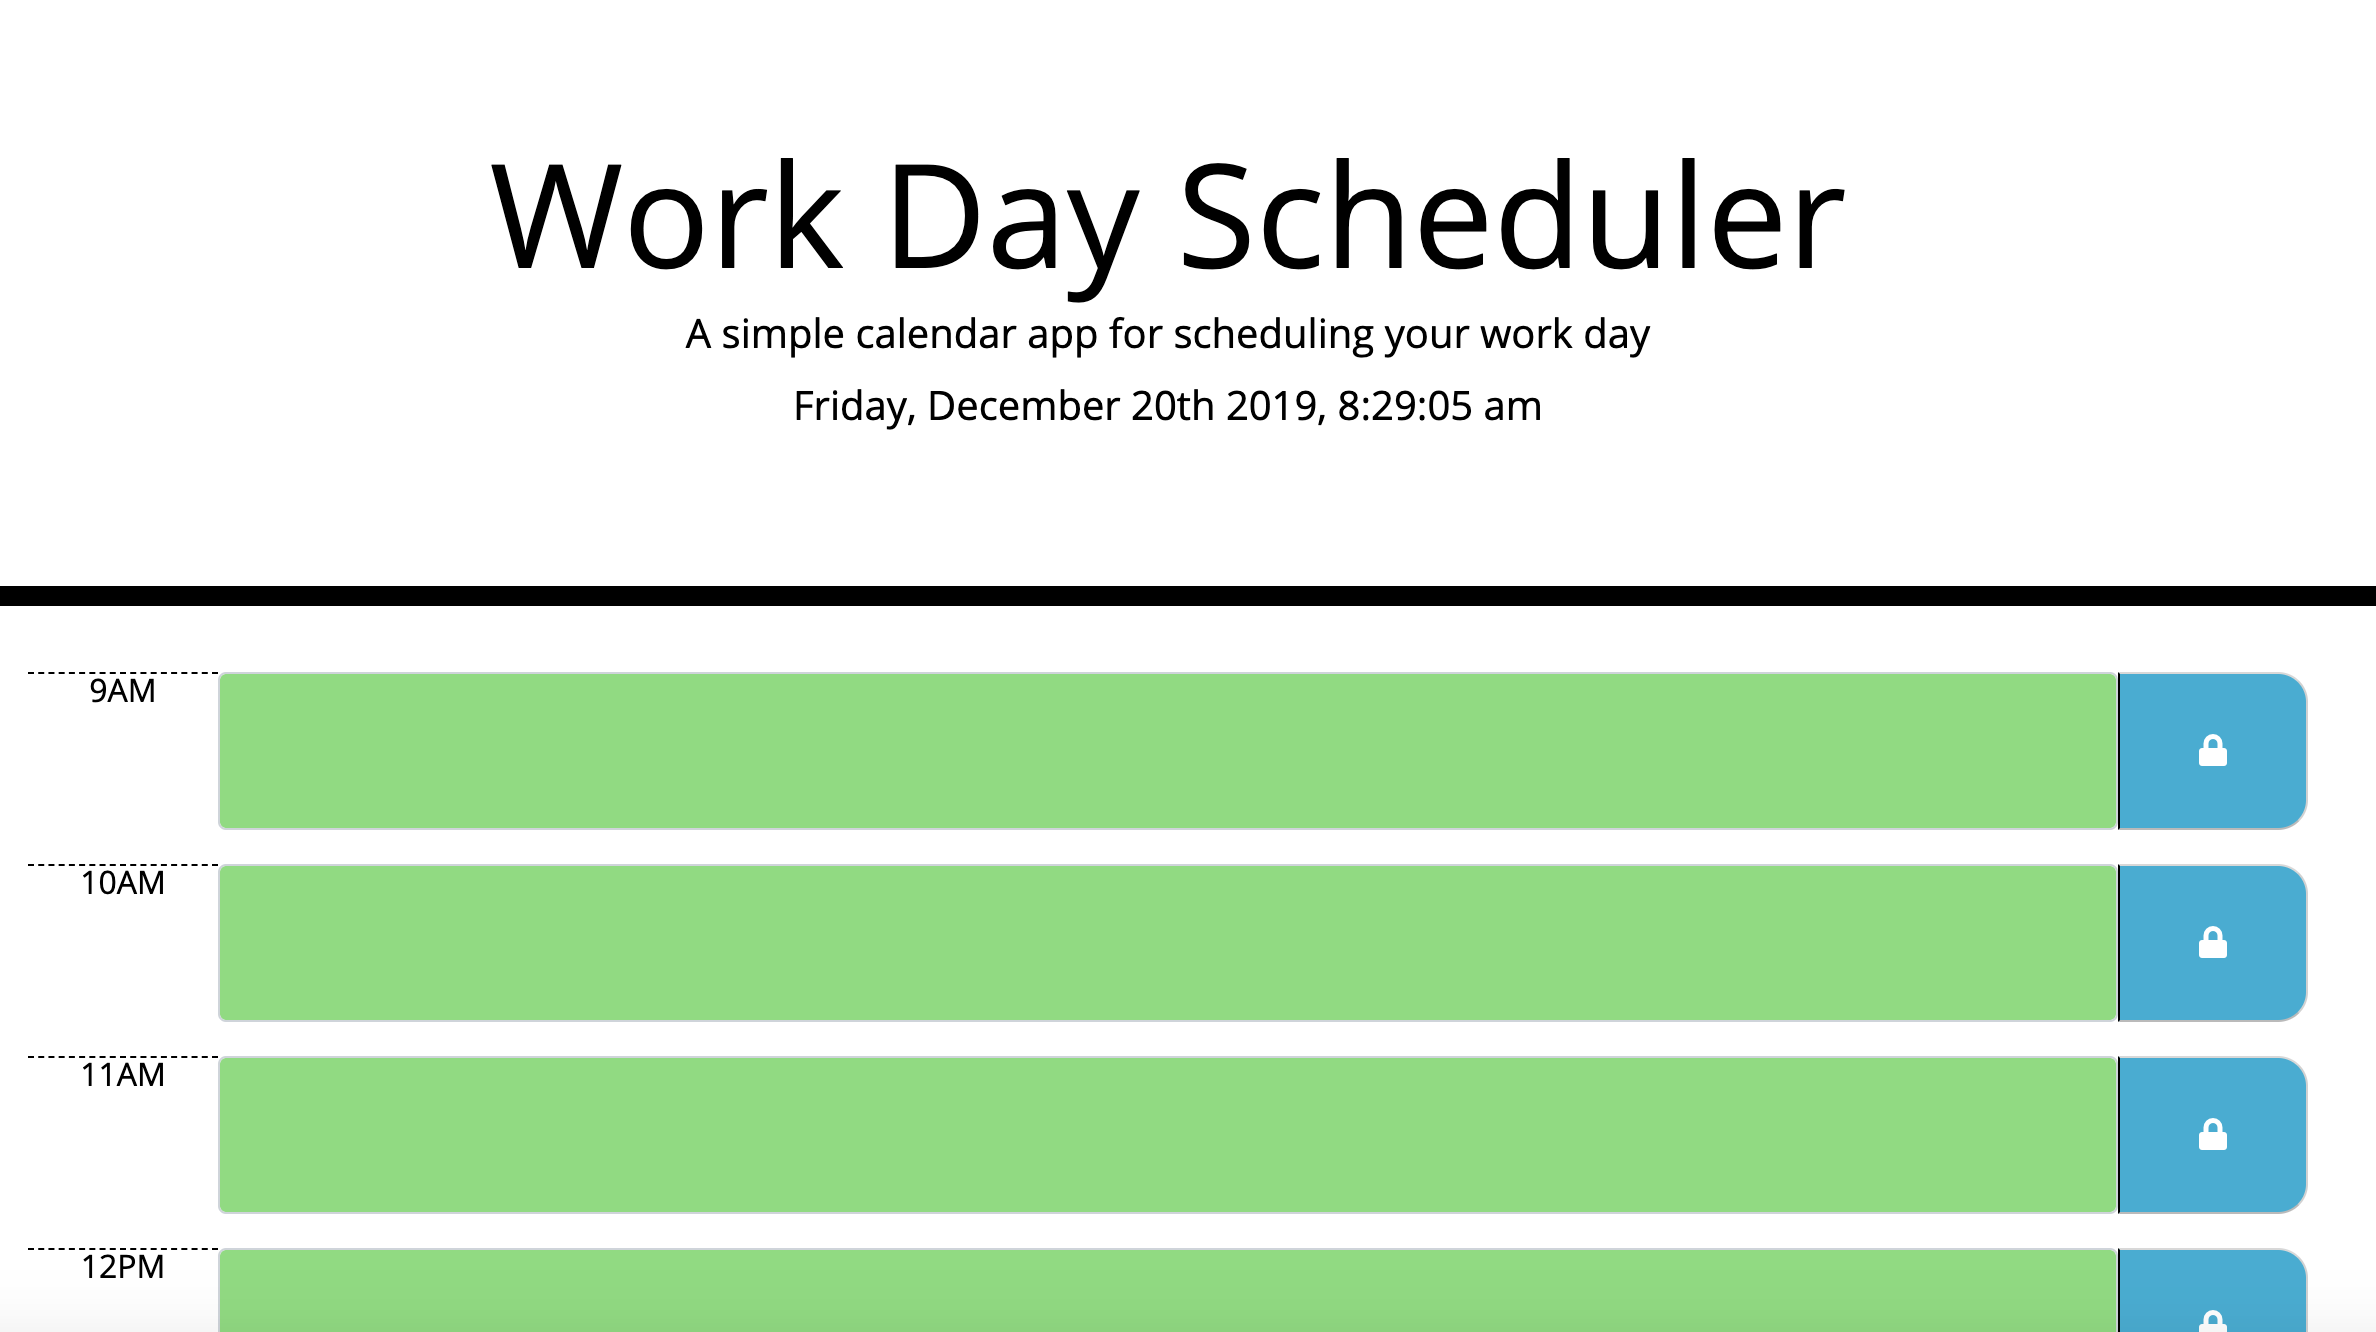 Work Day Scheduler
A simple calendar app for scheduling your work day
Friday, December 20th 2019, 8:29:05 am
9AM
10AM
11AM
12PM